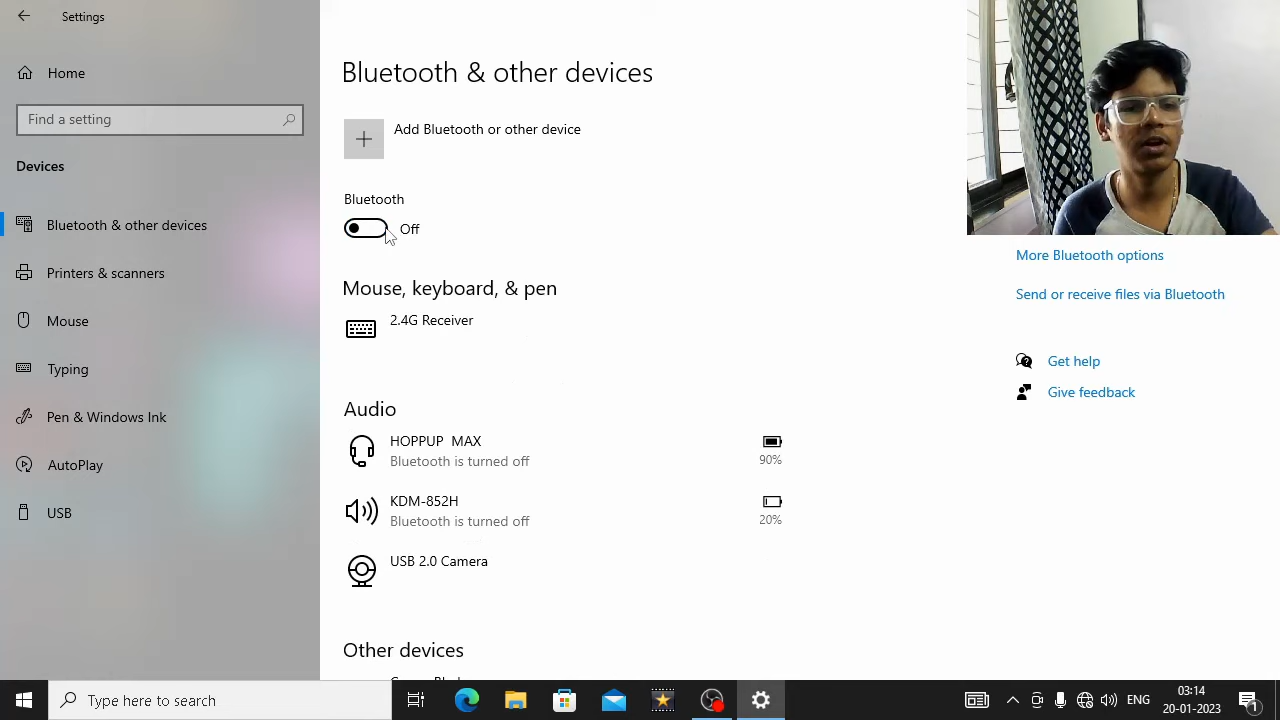 Settings
Home
Find a setting
Devices
Bluetooth & other devices
Printers & scanners
Mouse
Typing
Pen & Windows Ink
AutoPlay
USB
Bluetooth & other devices
Add Bluetooth or other device
Bluetooth
Off
Mouse, keyboard, & pen
2.4G Receiver
Audio
HOPPUP MAX
Bluetooth is turned off
90%
KDM-852H
Bluetooth is turned off
20%
USB 2.0 Camera
Other devices
More Bluetooth options
Send or receive files via Bluetooth
Get help
Give feedback
Type here to search
ENG
03:14
20-01-2023
1